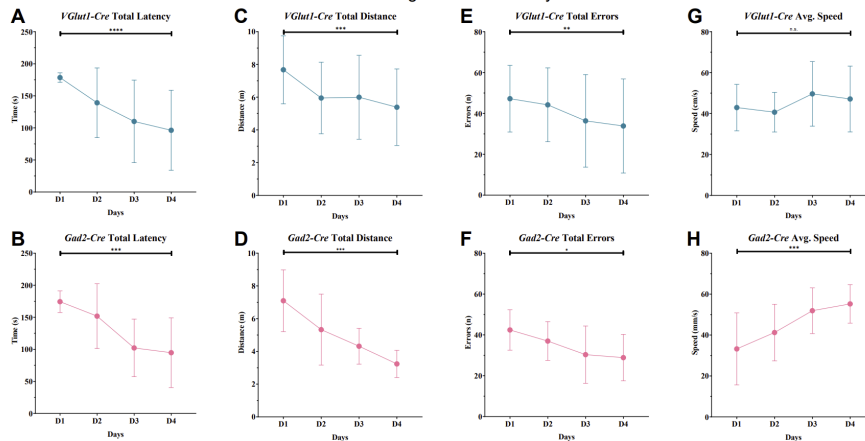 A
VGlut1-Cre Total Latency
****
Time (s)
250
200
150
100
50
0
D1 D2 D3 D4
Days
C
VGlut1-Cre Total Distance
***
Distance (m)
10
8
6
4
2
0
D1 D2 D3 D4
Days
E
VGlut1-Cre Total Errors
**
Errors (n)
80
60
40
20
0
D1 D2 D3 D4
Days
G
VGlut1-Cre Avg. Speed
n.s.
Speed (cm/s)
80
60
40
20
0
D1 D2 D3 D4
Days
B
Gad2-Cre Total Latency
***
Time (s)
250
200
150
100
50
0
D1 D2 D3 D4
Days
D
Gad2-Cre Total Distance
***
Distance (m)
10
8
6
4
2
0
D1 D2 D3 D4
Days
F
Gad2-Cre Total Errors
*
Errors (n)
80
60
40
20
0
D1 D2 D3 D4
Days
H
Gad2-Cre Avg. Speed
***
Speed (mm/s)
80
60
40
20
0
D1 D2 D3 D4
Days